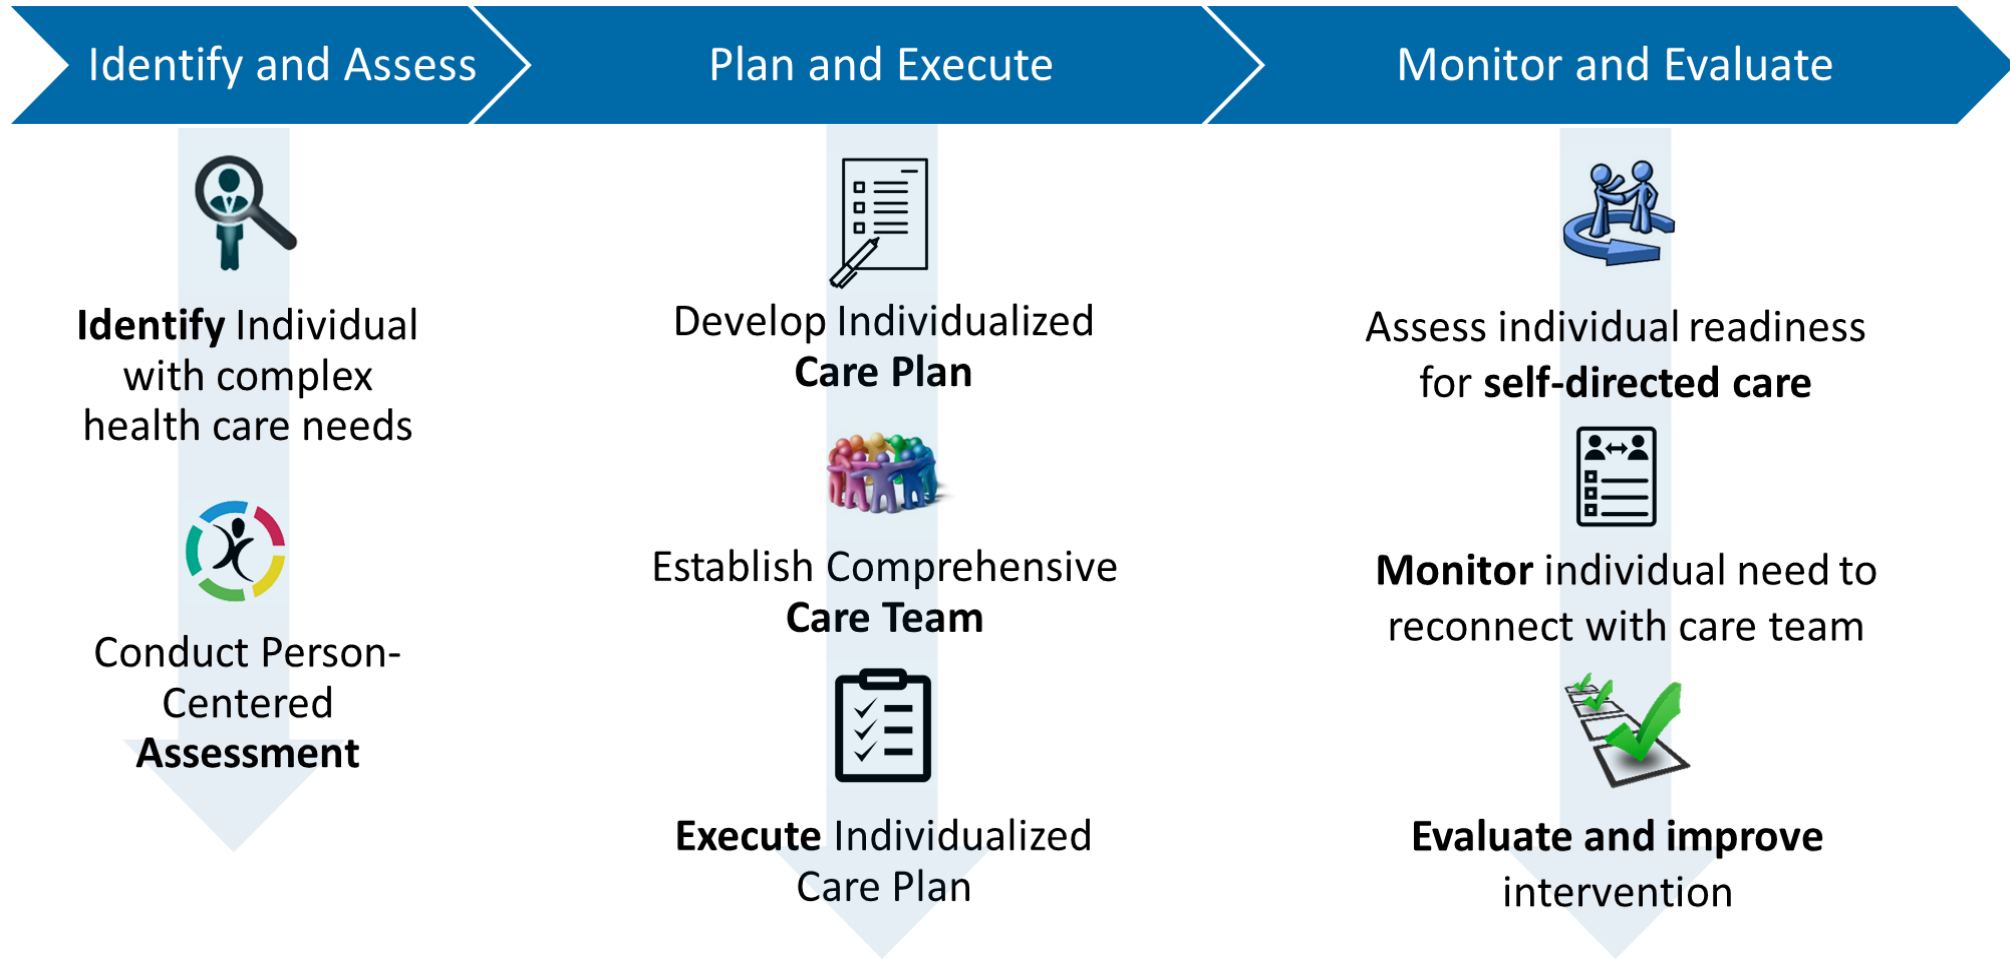 Identify and Assess
Plan and Execute
Monitor and Evaluate
Identify Individual
with complex
health care needs
Conduct Person-
Centered
Assessment
Develop Individualized
Care Plan
Establish Comprehensive
Care Team
Execute Individualized
Care Plan
Assess individual readiness
for self-directed care
Monitor individual need to
reconnect with care team
Evaluate and improve
intervention